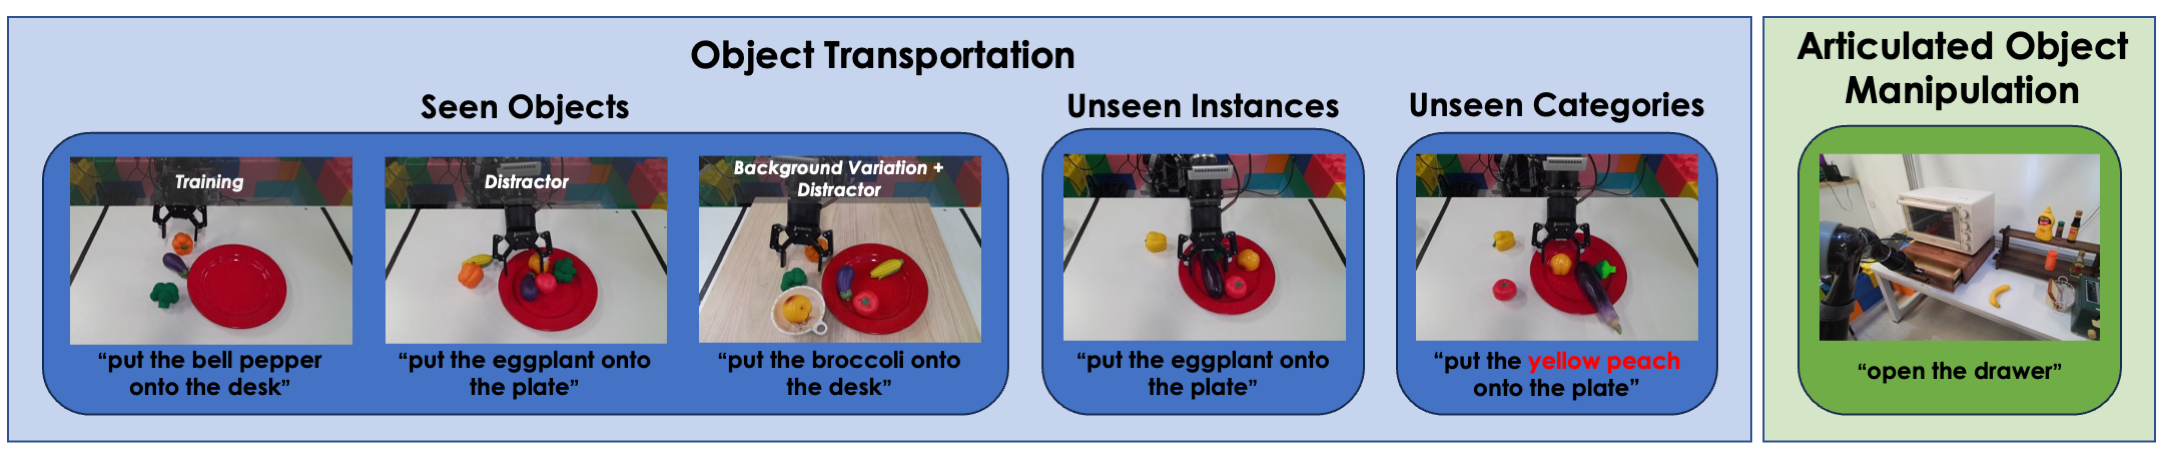 Object Transportation
Seen Objects
Training
“put the bell pepper
onto the desk”
Distractor
“put the eggplant onto
the plate”
Background Variation +
Distractor
“put the broccoli onto
the desk”
Unseen Instances
“put the eggplant onto
the plate”
Unseen Categories
“put the yellow peach
onto the plate”
Articulated Object
Manipulation
“open the drawer”